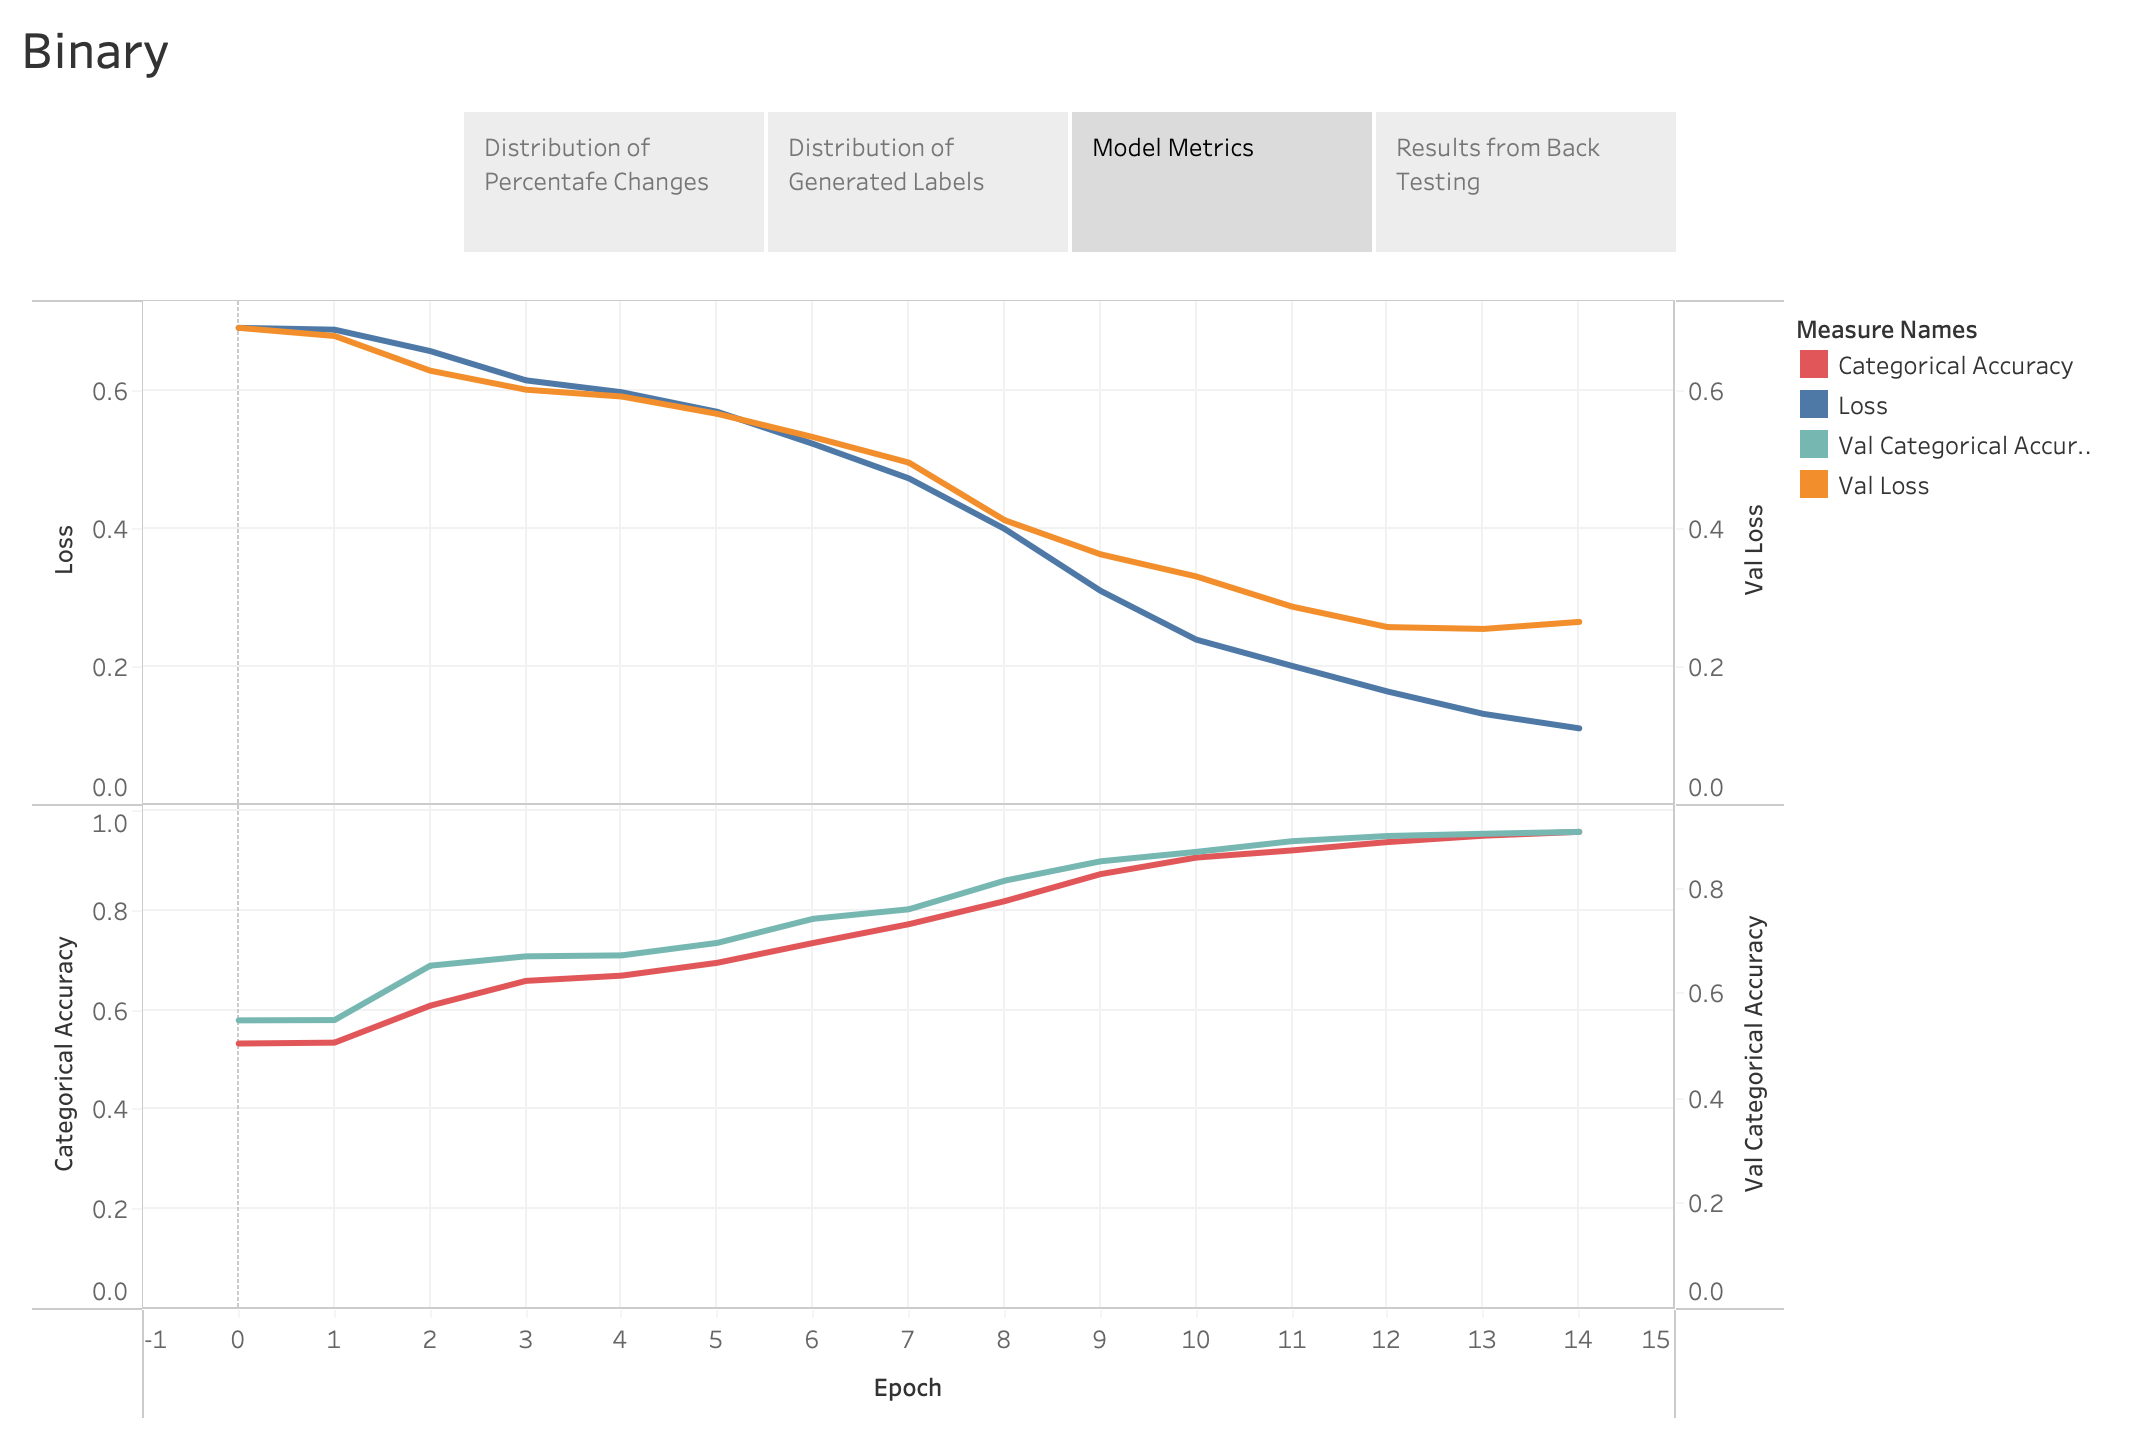 Binary
Distribution of
Percentafe Changes
Distribution of
Generated Labels
Model Metrics
Results from Back
Testing
Measure Names
Categorical Accuracy
Loss
Val Categorical Accur..
Val Loss
Loss
0.6
0.4
0.2
0.0
Val Loss
0.6
0.4
0.2
0.0
Categorical Accuracy
1.0
0.8
0.6
0.4
0.2
0.0
Val Categorical Accuracy
0.8
0.6
0.4
0.2
0.0
-1 0 1 2 3 4 5 6 7 8 9 10 11 12 13 14 15
Epoch